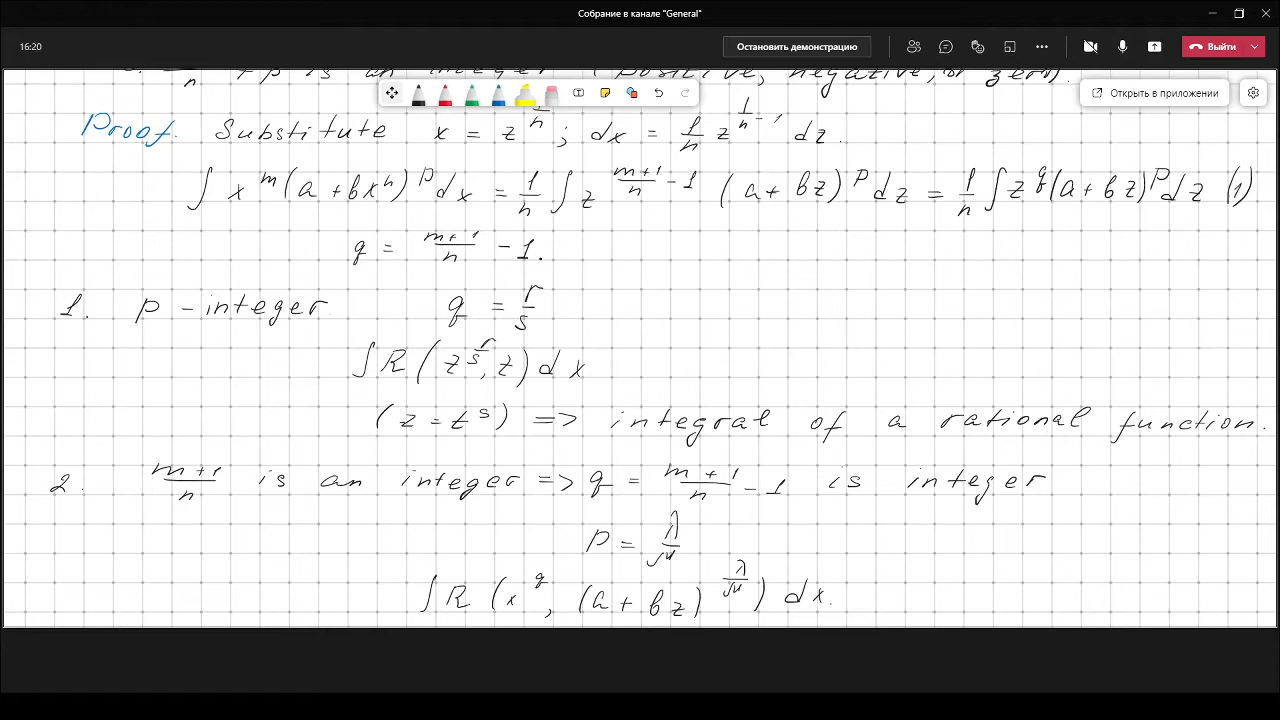 Собрание в канале "General"
16:20
Остановить демонстрацию
Выйти
n + p is an integer (positive, negative, or zero).
Открыть в приложении
Proof. Substitute x = z^{1/n}; dx = 1/n z^{1/n - 1} dz.
∫ x^m (a + bx^n)^p dx = 1/n ∫ z^{(m+1)/n - 1} (a + bz)^p dz = 1/n ∫ z^q (a + bz)^p dz (1)
q = (m+1)/n - 1.
1. p - integer q = r/s
∫ R (z^{r/s}, z) dx
(z = t^s) => integral of a rational function.
2. (m+1)/n is an integer => q = (m+1)/n - 1 is integer
p = λ/μ
∫ R (x^q, (a + bz)^{λ/μ}) dx.